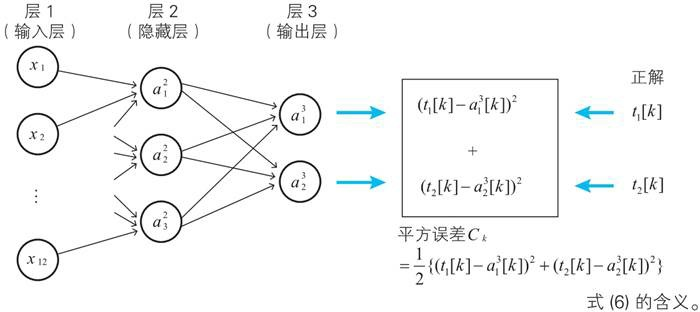 层1 层2 层3
（输入层） （隐藏层） （输出层）
x₁
a²₁
正解
(t₁[k]−a³₁[k])²
a³₁
t₁[k]
x₂
a²₂
+
⋮
a³₂
(t₂[k]−a³₂[k])²
t₂[k]
a²₃
平方误差Cₖ
x₁₂
=1/2{(t₁[k]−a³₁[k])²+(t₂[k]−a³₂[k])²}
式 (6) 的含义。